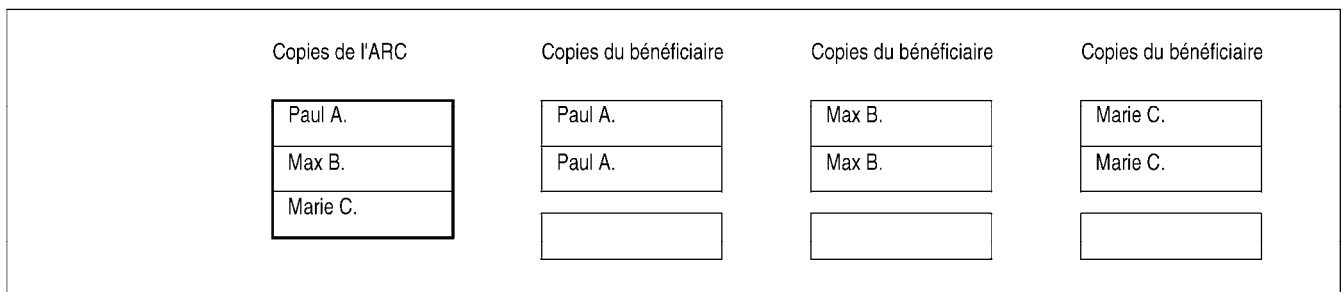 Copies de l'ARC Copies du bénéficiaire Copies du bénéficiaire Copies du bénéficiaire
Paul A. Paul A. Max B. Marie C.
Max B. Paul A. Max B. Marie C.
Marie C.